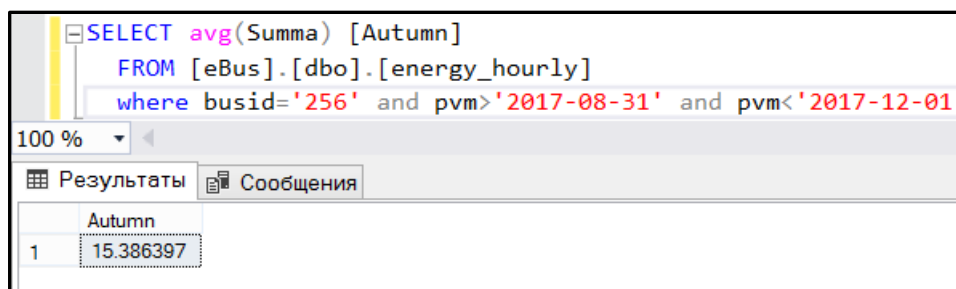 SELECT avg(Summa) [Autumn]
FROM [eBus].[dbo].[energy_hourly]
where busid='256' and pvm>'2017-08-31' and pvm<'2017-12-01
100 %
Результаты Сообщения
Autumn
1 15.386397